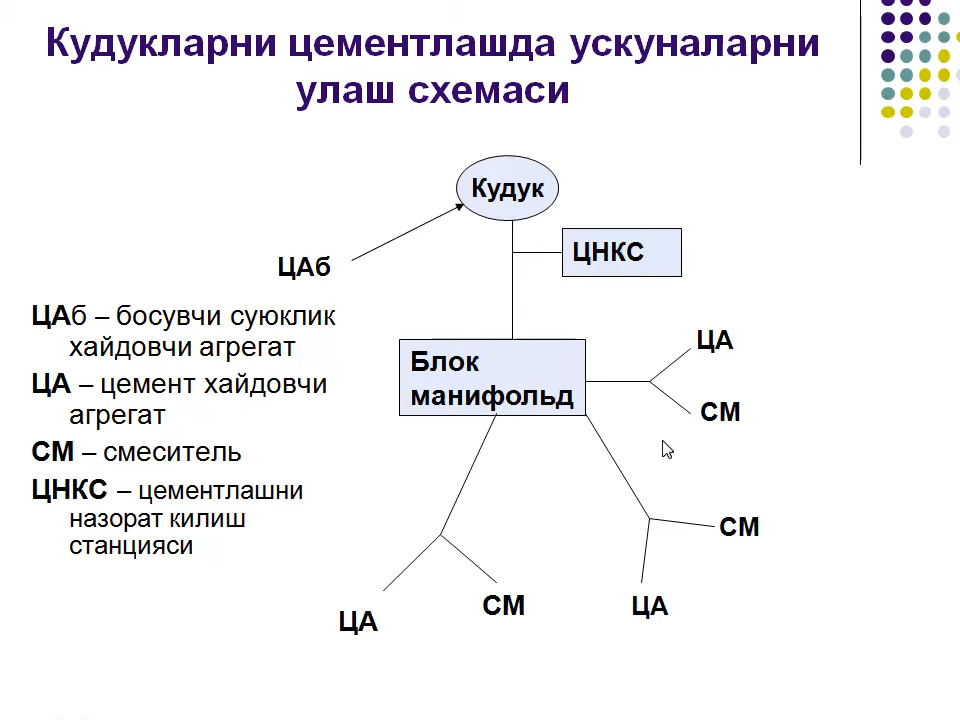 Кудукларни цементлашда ускуналарни
улаш схемаси
Кудук
ЦНКС
ЦАб
ЦАб – босувчи суюклик
хайдовчи агрегат
ЦА – цемент хайдовчи
агрегат
СМ – смеситель
ЦНКС – цементлашни
назорат килиш
станцияси
Блок
манифольд
ЦА
СМ
СМ
ЦА
СМ
ЦА